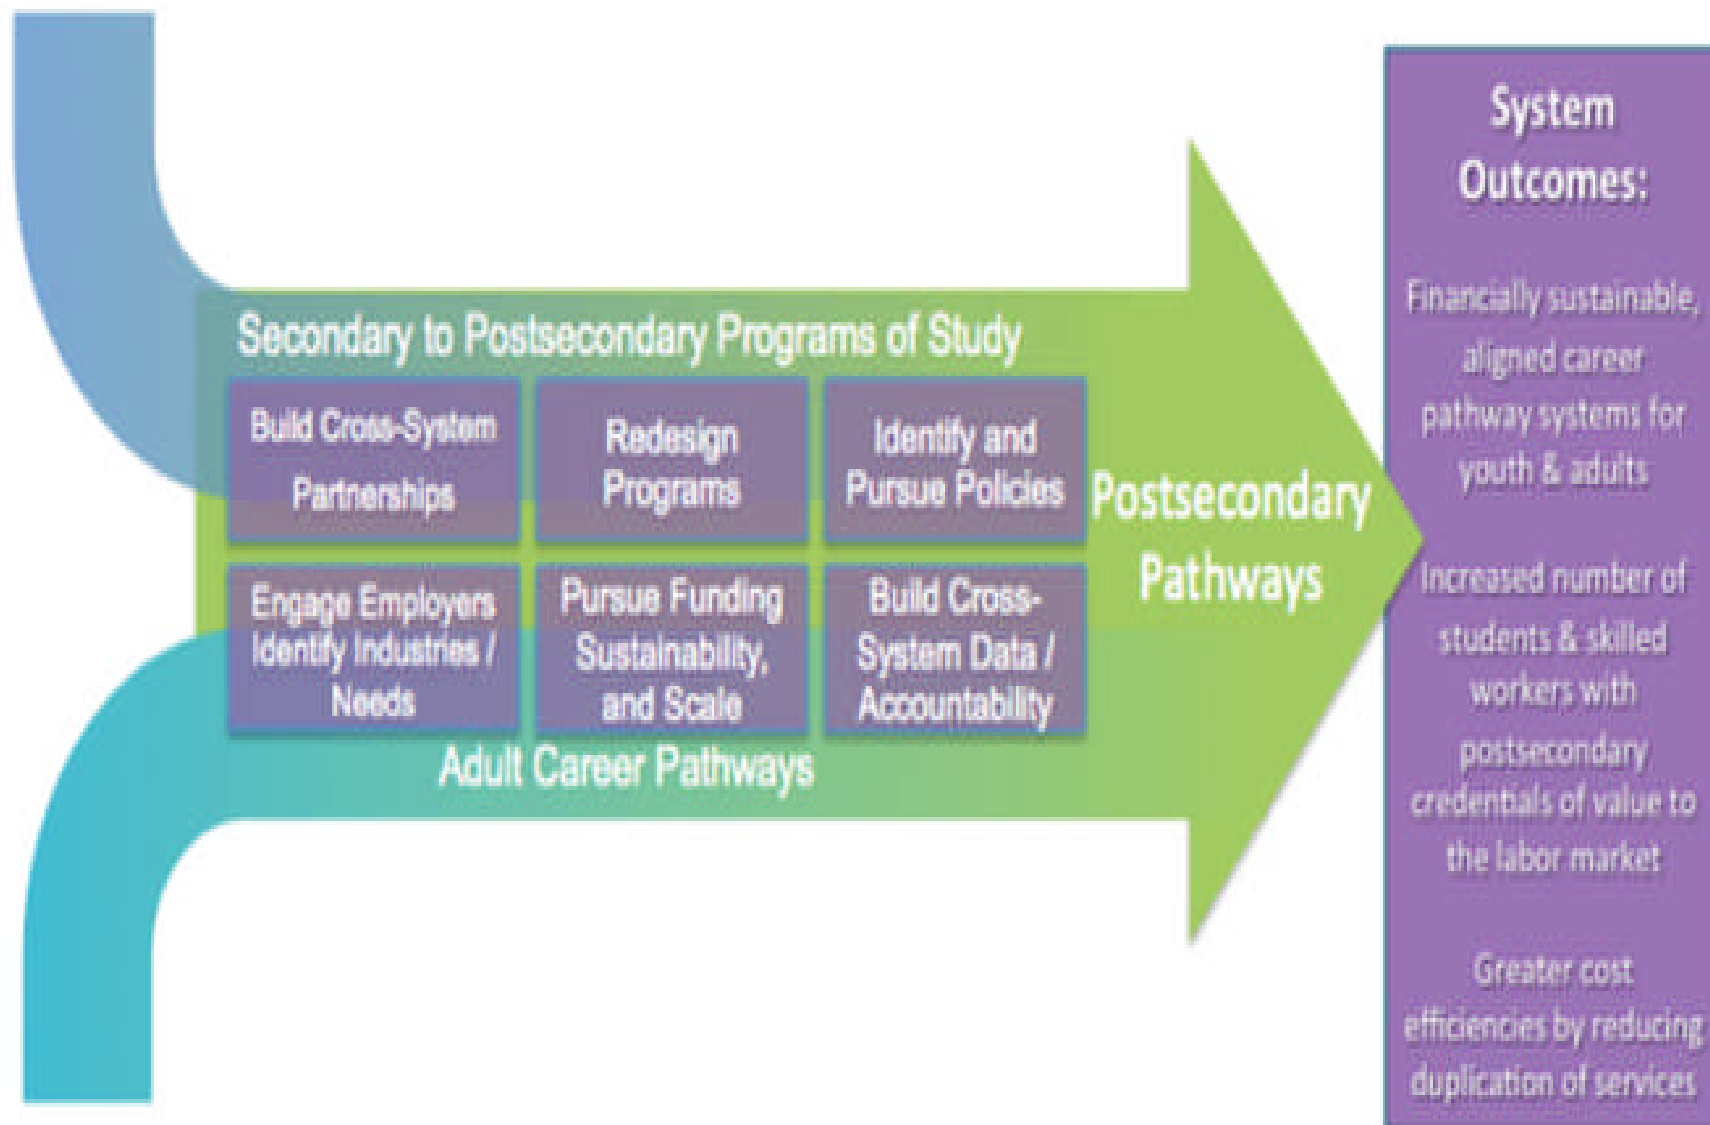 Secondary to Postsecondary Programs of Study
Build Cross-System
Partnerships
Redesign
Programs
Identify and
Pursue Policies
Engage Employers
Identify Industries /
Needs
Pursue Funding
Sustainability,
and Scale
Build Cross-
System Data /
Accountability
Adult Career Pathways
Postsecondary
Pathways
System
Outcomes:
Financially sustainable,
aligned career
pathway systems for
youth & adults
Increased number of
students & skilled
workers with
postsecondary
credentials of value to
the labor market
Greater cost
efficiencies by reducing
duplication of services